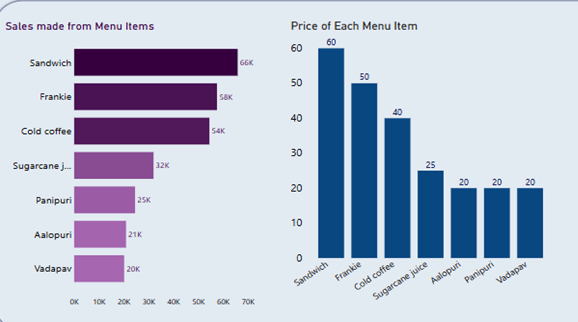 Sales made from Menu Items
Sandwich 66K
Frankie 58K
Cold coffee 54K
Sugarcane j... 32K
Panipuri 25K
Aalopuri 21K
Vadapav 20K
0K 10K 20K 30K 40K 50K 60K 70K
Price of Each Menu Item
60
50
40
30
20
10
0
60 50 40 25 20 20 20
Sandwich Frankie Cold coffee Sugarcane juice Aalopuri Panipuri Vadapav